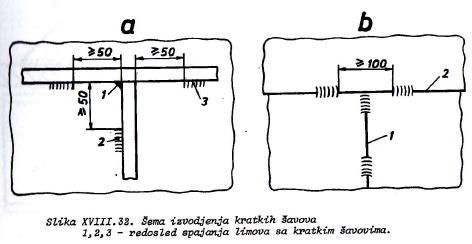 a
b
≥50
≥50
≥50
1
2
3
≥100
2
1
Slika XVIII.32. Šema izvodjenja kratkih šavova
1,2,3 - redosled spajanja limova sa kratkim šavovima.